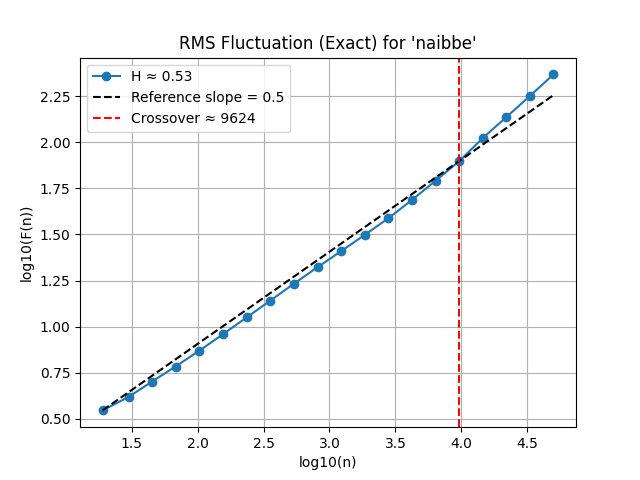 RMS Fluctuation (Exact) for 'naibbe'
H ≈ 0.53
Reference slope = 0.5
Crossover ≈ 9624
log10(F(n))
2.25
2.00
1.75
1.50
1.25
1.00
0.75
0.50
1.5 2.0 2.5 3.0 3.5 4.0 4.5
log10(n)